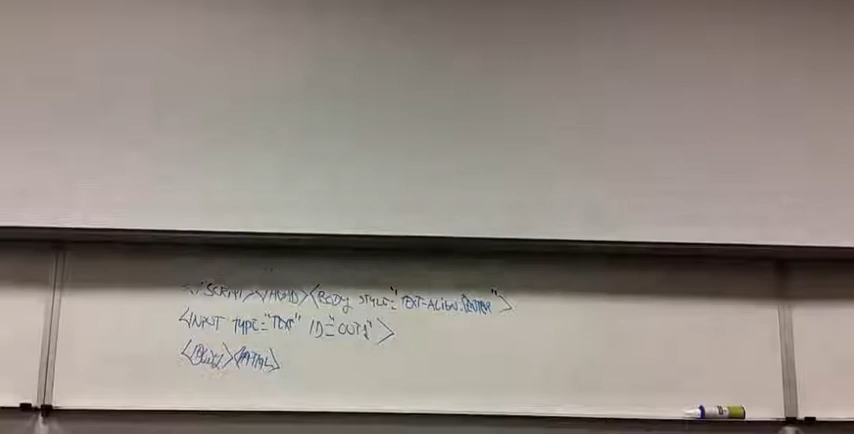 </SCRIPT></HEAD><BODY STYLE="TEXT-ALIGN:CENTER">
<INPUT TYPE="TEXT" ID="OUT1">
</BODY></HTML>